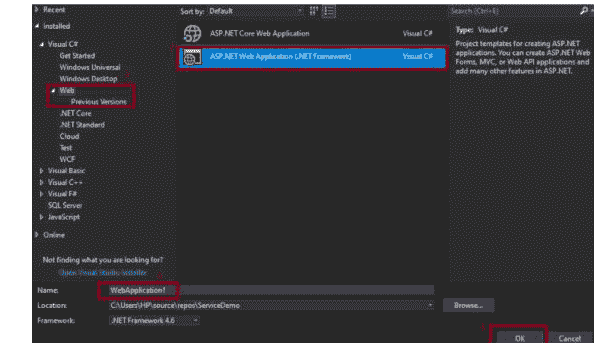 Recent
Sort by: Default
Search (Ctrl+E)
Installed
Visual C#
Get Started
Windows Universal
Windows Desktop
Web
Previous Versions
.NET Core
.NET Standard
Cloud
Test
WCF
Visual Basic
Visual C++
Visual F#
SQL Server
JavaScript
Online
ASP.NET Core Web Application Visual C#
ASP.NET Web Application (.NET Framework) Visual C#
Type: Visual C#
Project templates for creating ASP.NET
applications. You can create ASP.NET Web
Forms, MVC, or Web API applications and
add many other features in ASP.NET.
Not finding what you are looking for?
Open Visual Studio Installer
Name: WebApplication1
Location: C:\Users\HP\source\repos\ServiceDemo Browse...
Framework: .NET Framework 4.6
OK Cancel